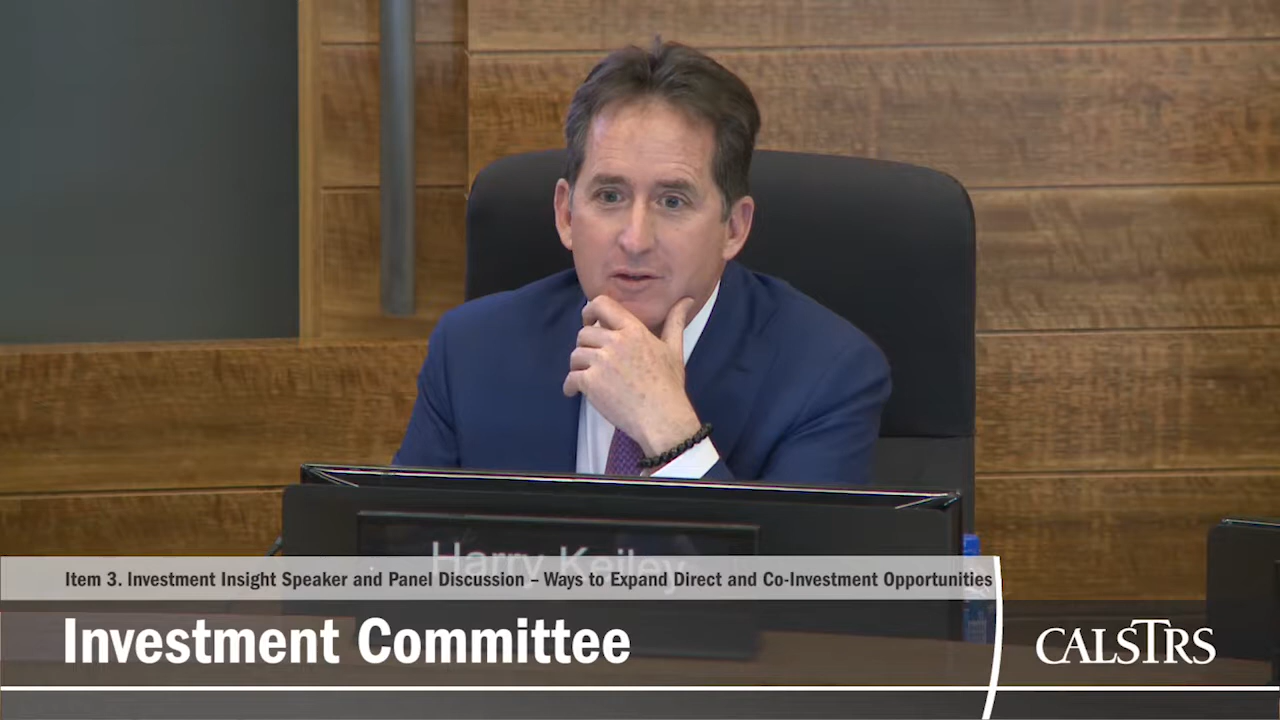 Harry Keiley
Item 3. Investment Insight Speaker and Panel Discussion – Ways to Expand Direct and Co-Investment Opportunities
Investment Committee
CALSTRS